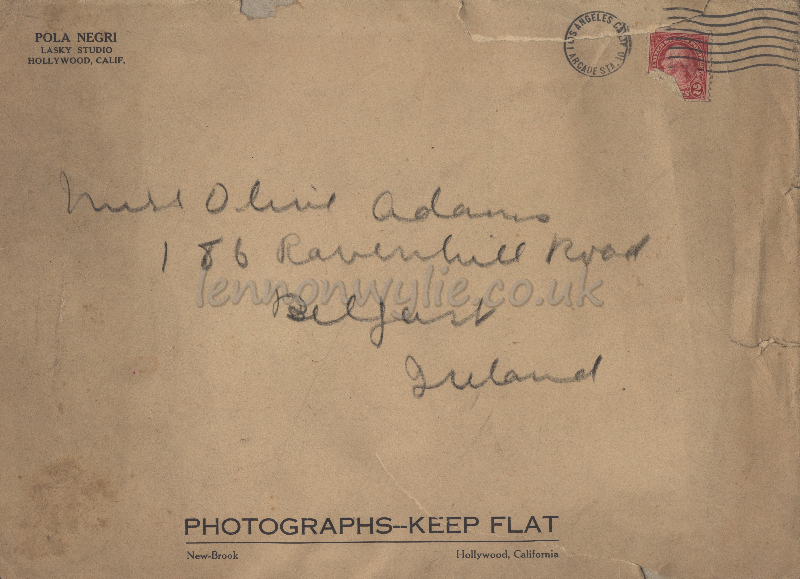 POLA NEGRI
LASKY STUDIO
HOLLYWOOD, CALIF.
LOS ANGELES CALIF.
ARCADE STA.
2
Miss Olive Adams
186 Ravenhill Road
lennonwylie.co.uk
Belfast
Ireland
PHOTOGRAPHS--KEEP FLAT
New-Brook Hollywood, California